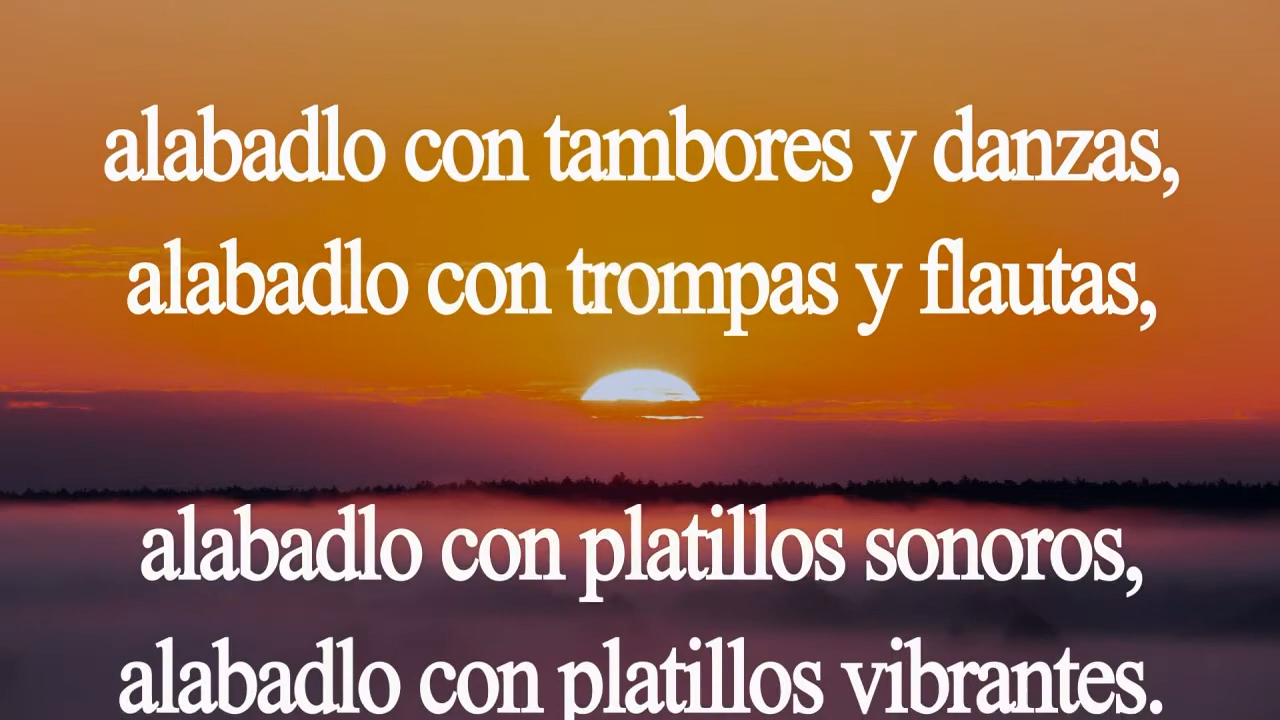 alabadlo con tambores y danzas,
alabadlo con trompas y flautas,
alabadlo con platillos sonoros,
alabadlo con platillos vibrantes.